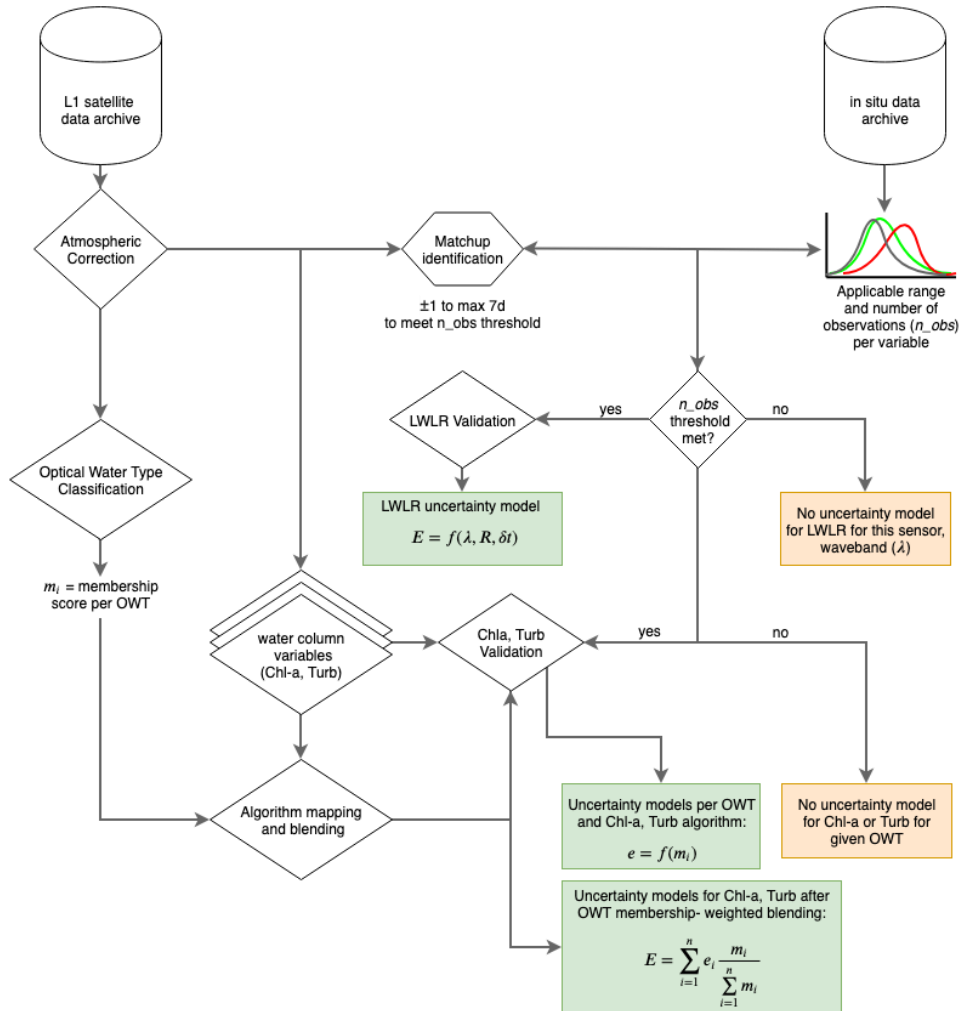 L1 satellite
data archive
in situ data
archive
Atmospheric
Correction
Matchup
identification
±1 to max 7d
to meet n_obs threshold
Applicable range
and number of
observations (n_obs)
per variable
LWLR Validation
yes
n_obs
threshold
met?
no
Optical Water Type
Classification
LWLR uncertainty model
E = f(λ, R, δt)
No uncertainty model
for LWLR for this sensor,
waveband (λ)
mᵢ = membership
score per OWT
water column
variables
(Chl-a, Turb)
Chla, Turb
Validation
yes
no
Algorithm mapping
and blending
Uncertainty models per OWT
and Chl-a, Turb algorithm:
e = f(mᵢ)
No uncertainty model
for Chl-a or Turb for
given OWT
Uncertainty models for Chl-a, Turb after
OWT membership- weighted blending:
E = ∑ⁿᵢ₌₁ eᵢ mᵢ / ∑ⁿᵢ₌₁ mᵢ